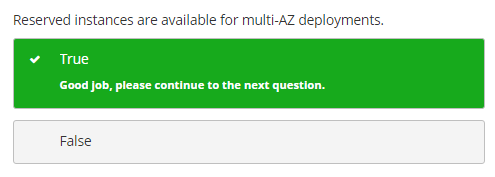 Reserved instances are available for multi-AZ deployments.
True
Good job, please continue to the next question.
False